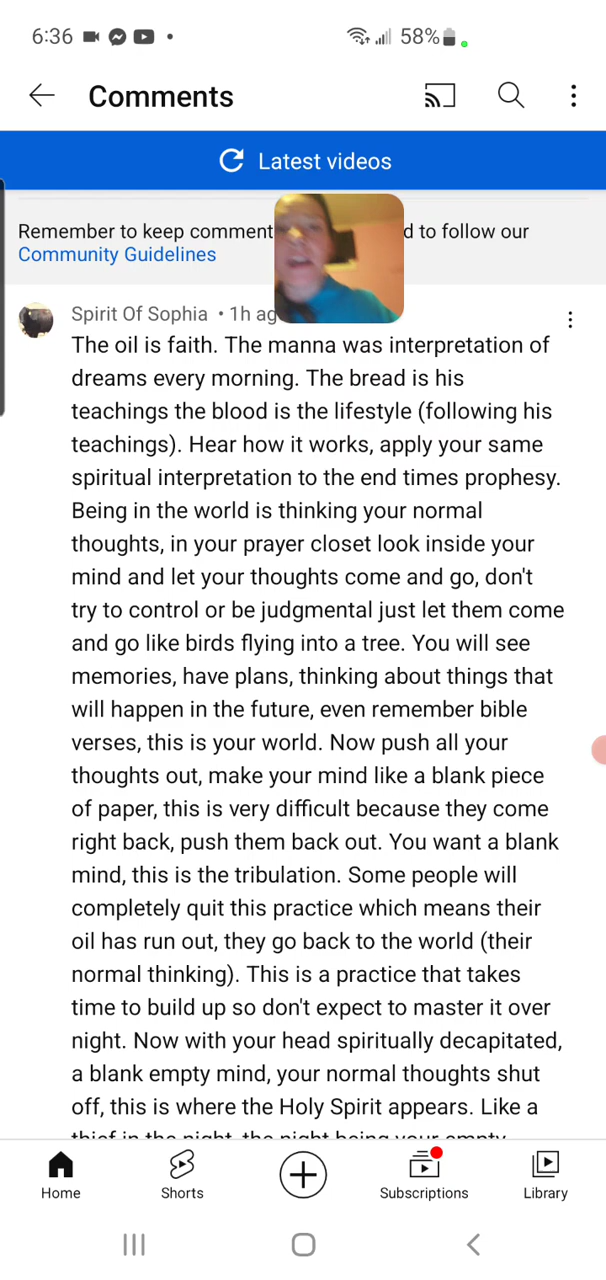 6:36
58%
Comments
Latest videos
Remember to keep comment d to follow our
Community Guidelines
Spirit Of Sophia • 1h ag
The oil is faith. The manna was interpretation of
dreams every morning. The bread is his
teachings the blood is the lifestyle (following his
teachings). Hear how it works, apply your same
spiritual interpretation to the end times prophesy.
Being in the world is thinking your normal
thoughts, in your prayer closet look inside your
mind and let your thoughts come and go, don't
try to control or be judgmental just let them come
and go like birds flying into a tree. You will see
memories, have plans, thinking about things that
will happen in the future, even remember bible
verses, this is your world. Now push all your
thoughts out, make your mind like a blank piece
of paper, this is very difficult because they come
right back, push them back out. You want a blank
mind, this is the tribulation. Some people will
completely quit this practice which means their
oil has run out, they go back to the world (their
normal thinking). This is a practice that takes
time to build up so don't expect to master it over
night. Now with your head spiritually decapitated,
a blank empty mind, your normal thoughts shut
off, this is where the Holy Spirit appears. Like a
thief in the night, the night being your empty
Home
Shorts
Subscriptions
Library